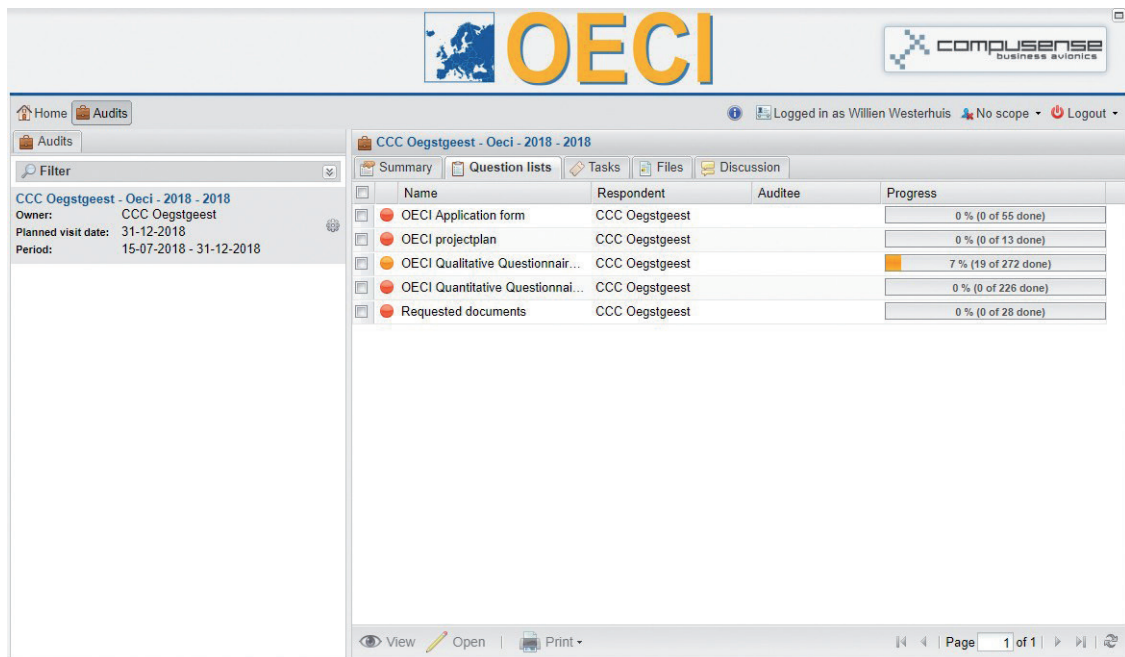 OECI
compusense
business avionics
Home Audits
Logged in as Willien Westerhuis No scope Logout
Audits
Filter
CCC Oegstgeest - Oeci - 2018 - 2018
Owner: CCC Oegstgeest
Planned visit date: 31-12-2018
Period: 15-07-2018 - 31-12-2018
CCC Oegstgeest - Oeci - 2018 - 2018
Summary Question lists Tasks Files Discussion
Name Respondent Auditee Progress
OECI Application form CCC Oegstgeest 0 % (0 of 55 done)
OECI projectplan CCC Oegstgeest 0 % (0 of 13 done)
OECI Qualitative Questionnair... CCC Oegstgeest 7 % (19 of 272 done)
OECI Quantitative Questionnai... CCC Oegstgeest 0 % (0 of 226 done)
Requested documents CCC Oegstgeest 0 % (0 of 28 done)
View Open Print Page 1 of 1